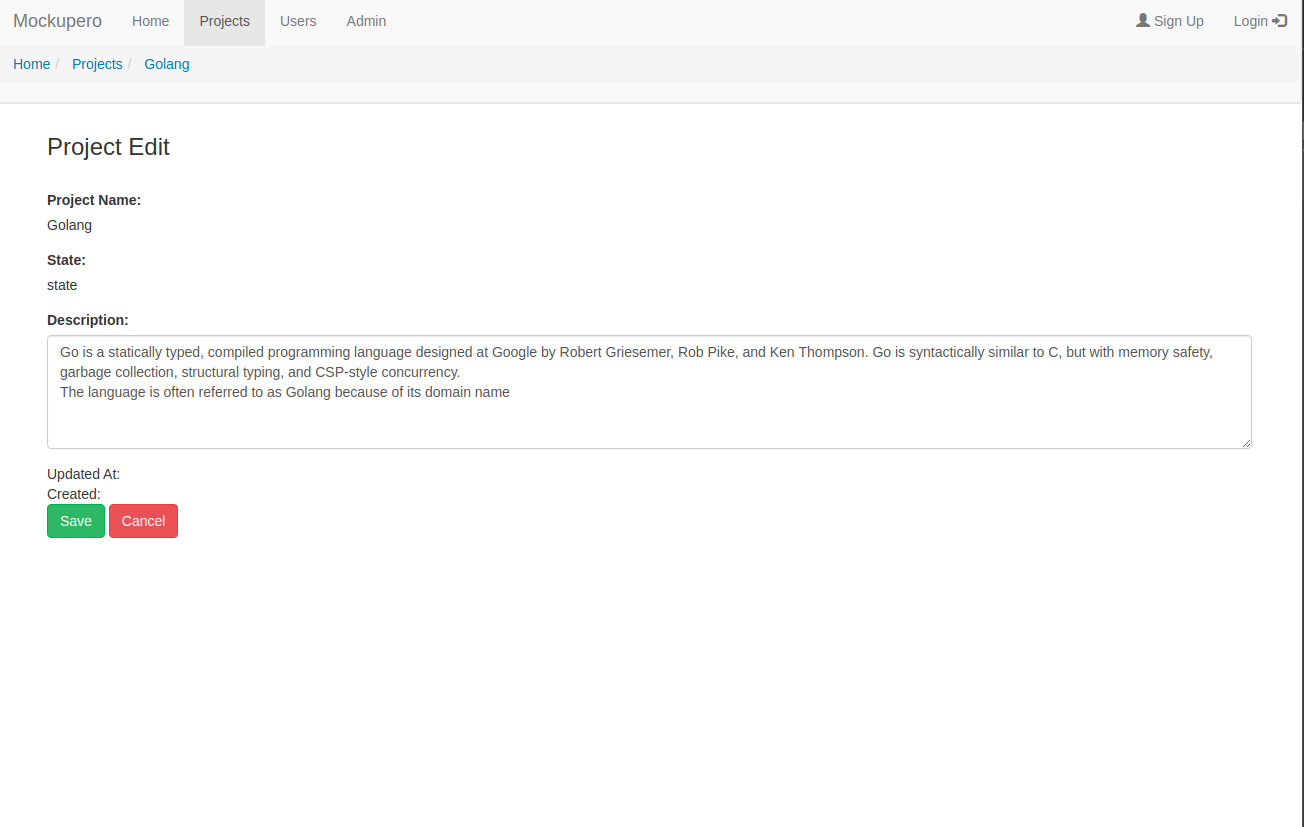 Mockupero Home Projects Users Admin Sign Up Login
Home / Projects / Golang
Project Edit
Project Name:
Golang
State:
state
Description:
Go is a statically typed, compiled programming language designed at Google by Robert Griesemer, Rob Pike, and Ken Thompson. Go is syntactically similar to C, but with memory safety,
garbage collection, structural typing, and CSP-style concurrency.
The language is often referred to as Golang because of its domain name
Updated At:
Created:
Save Cancel